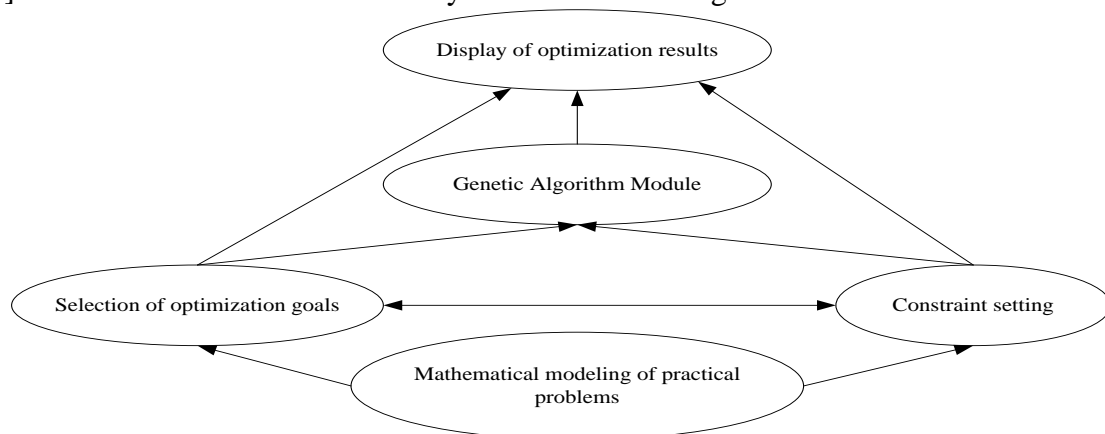 Display of optimization results
Genetic Algorithm Module
Selection of optimization goals
Constraint setting
Mathematical modeling of practical
problems